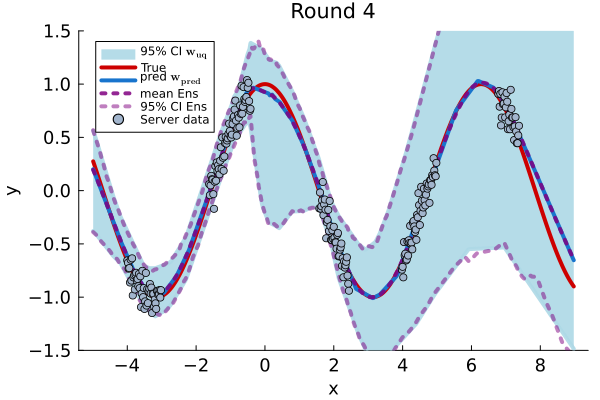 Round 4
1.5
1.0
0.5
0.0
−0.5
−1.0
−1.5
y
95% CI w_uq
True
pred w_pred
mean Ens
95% CI Ens
Server data
−4 −2 0 2 4 6 8
x